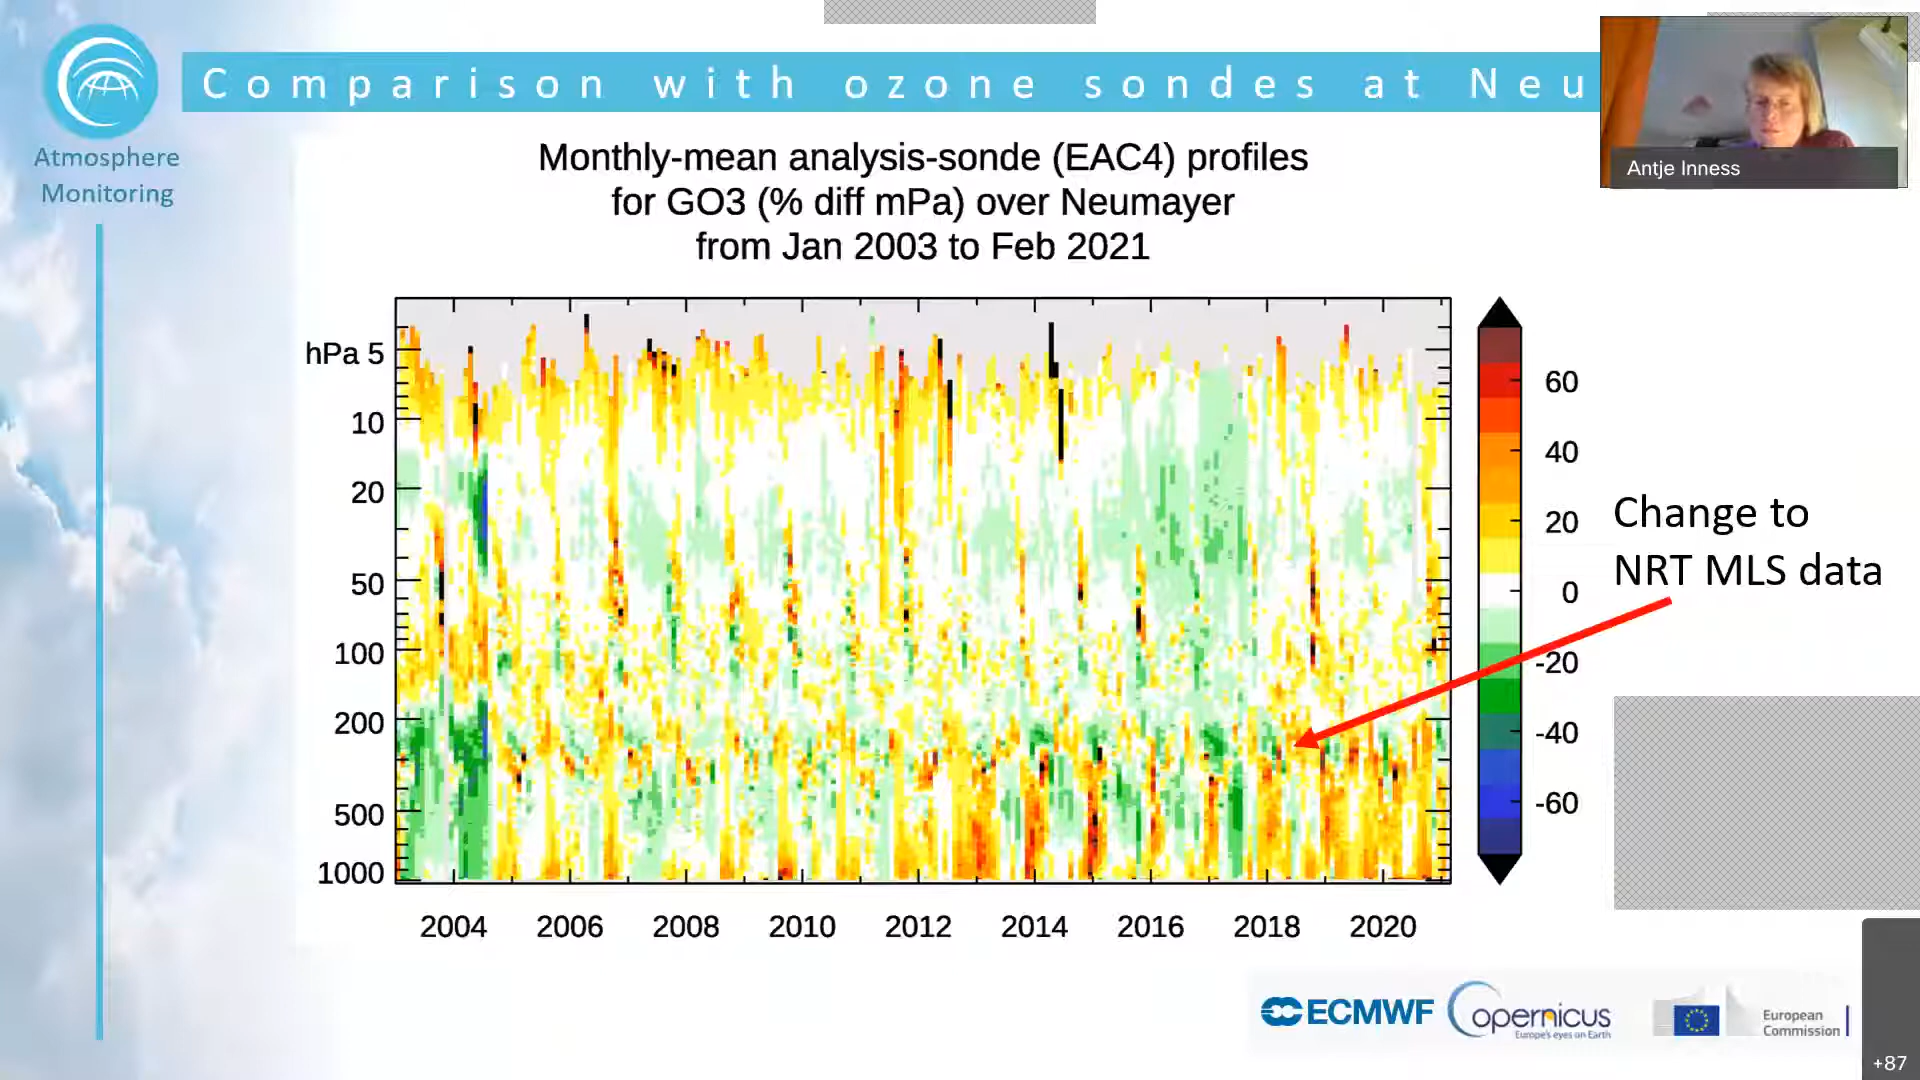 Comparison with ozone sondes at Neu
Antje Inness
Atmosphere
Monitoring
Monthly-mean analysis-sonde (EAC4) profiles
for GO3 (% diff mPa) over Neumayer
from Jan 2003 to Feb 2021
hPa 5
10
20
50
100
200
500
1000
2004 2006 2008 2010 2012 2014 2016 2018 2020
60
40
20
0
-20
-40
-60
Change to
NRT MLS data
ECMWF
opernicus
Europe's eyes on Earth
European
Commission
+87